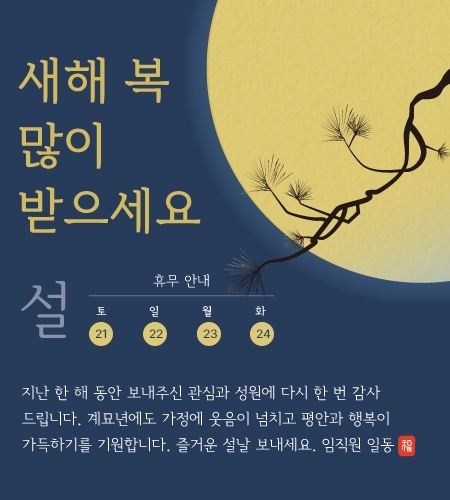 새해 복
많이
받으세요
설
휴무 안내
토 일 월 화
21 22 23 24
지난 한 해 동안 보내주신 관심과 성원에 다시 한 번 감사
드립니다. 계묘년에도 가정에 웃음이 넘치고 평안과 행복이
가득하기를 기원합니다. 즐거운 설날 보내세요. 임직원 일동 福